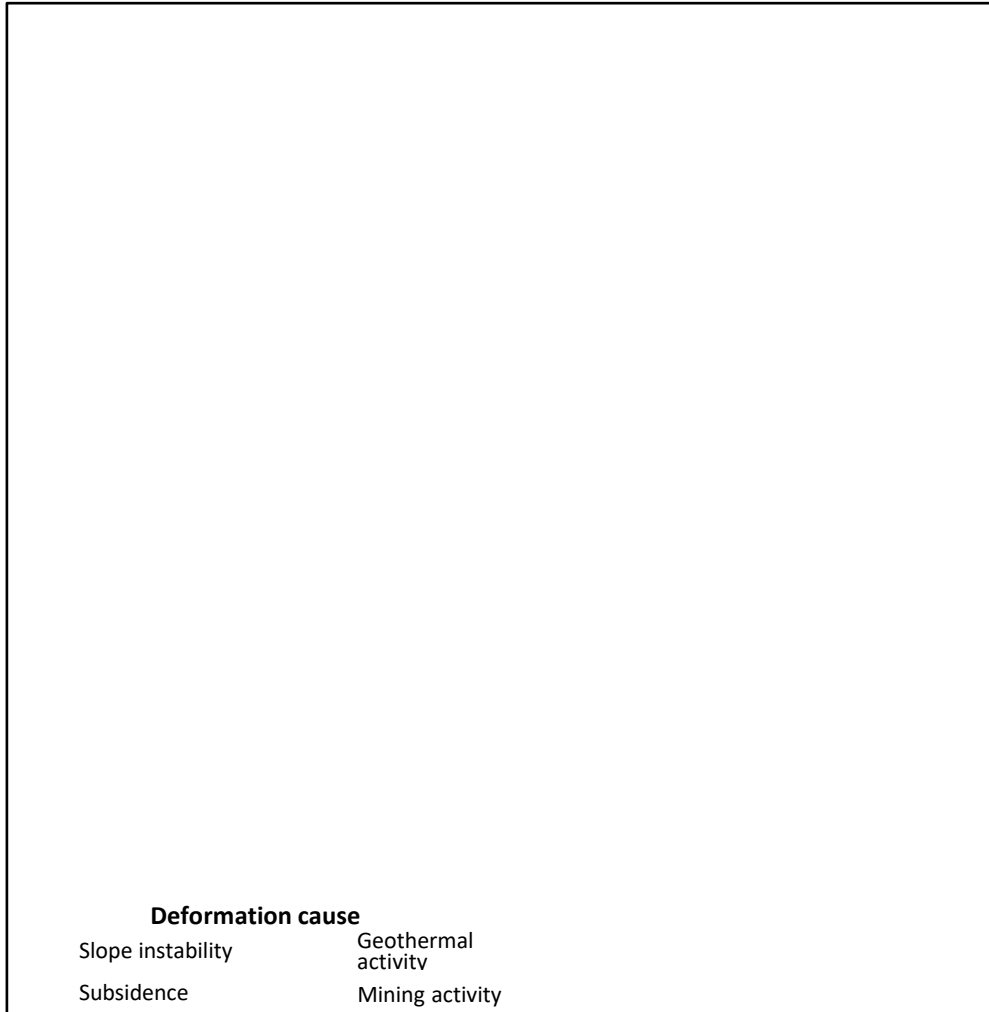 Deformation cause
Slope instability
Geothermal
activity
Subsidence
Mining activity